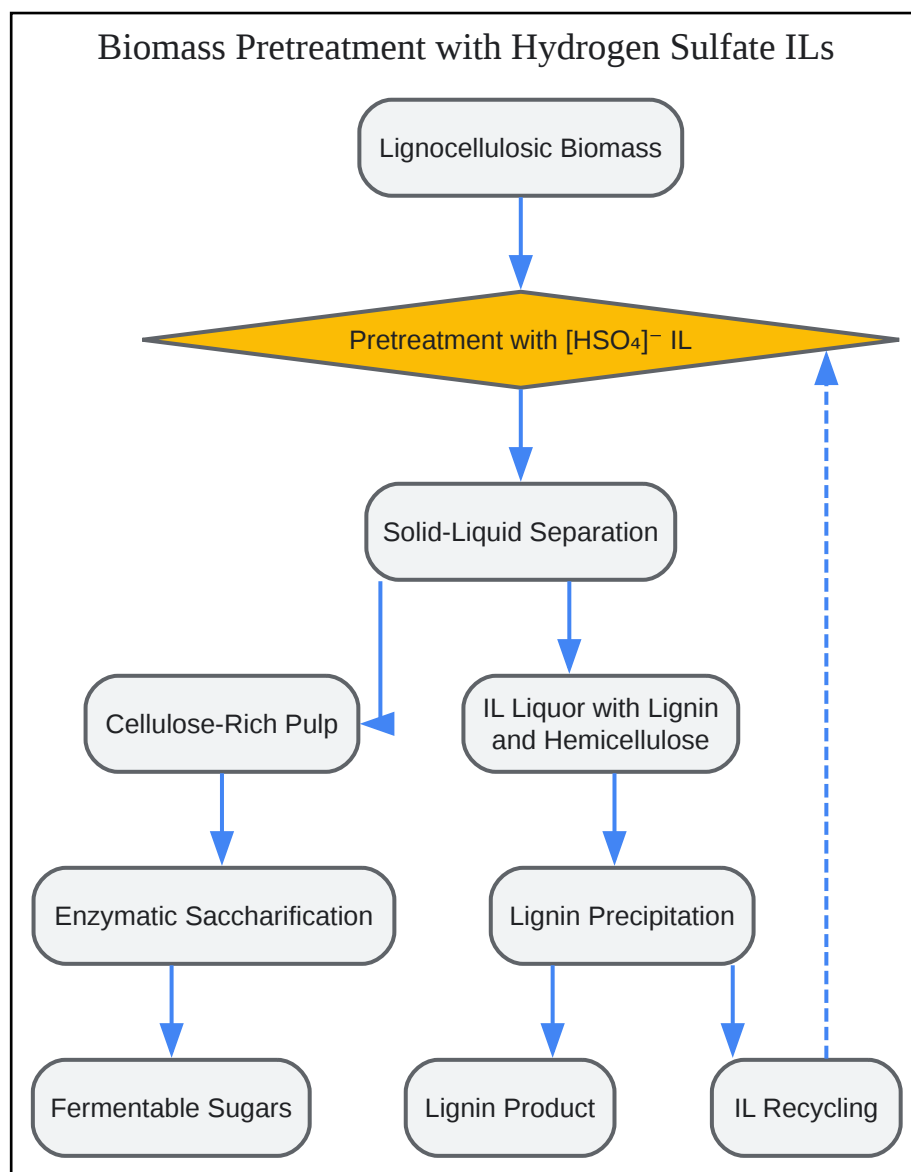 Biomass Pretreatment with Hydrogen Sulfate ILs
Lignocellulosic Biomass
Pretreatment with [HSO₄]⁻ IL
Solid-Liquid Separation
Cellulose-Rich Pulp
IL Liquor with Lignin
and Hemicellulose
Enzymatic Saccharification
Lignin Precipitation
Fermentable Sugars
Lignin Product
IL Recycling